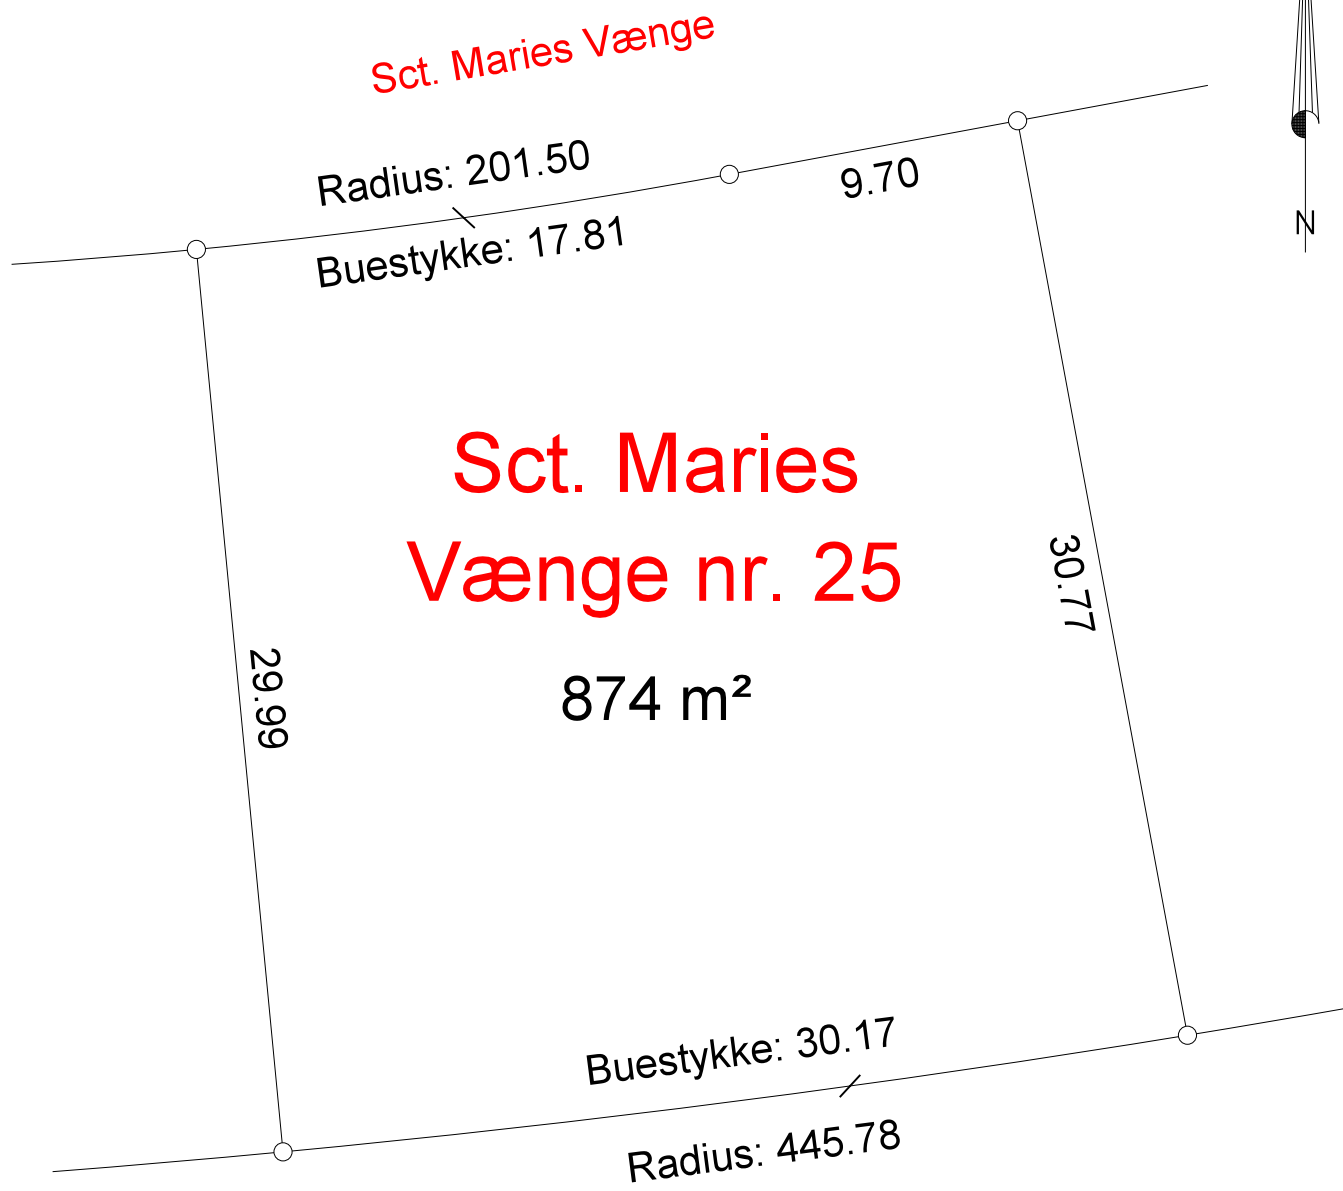 Sct. Maries Vænge
Radius: 201.50
9.70
Buestykke: 17.81
N
Sct. Maries
Vænge nr. 25
30.77
29.99
874 m²
Buestykke: 30.17
Radius: 445.78